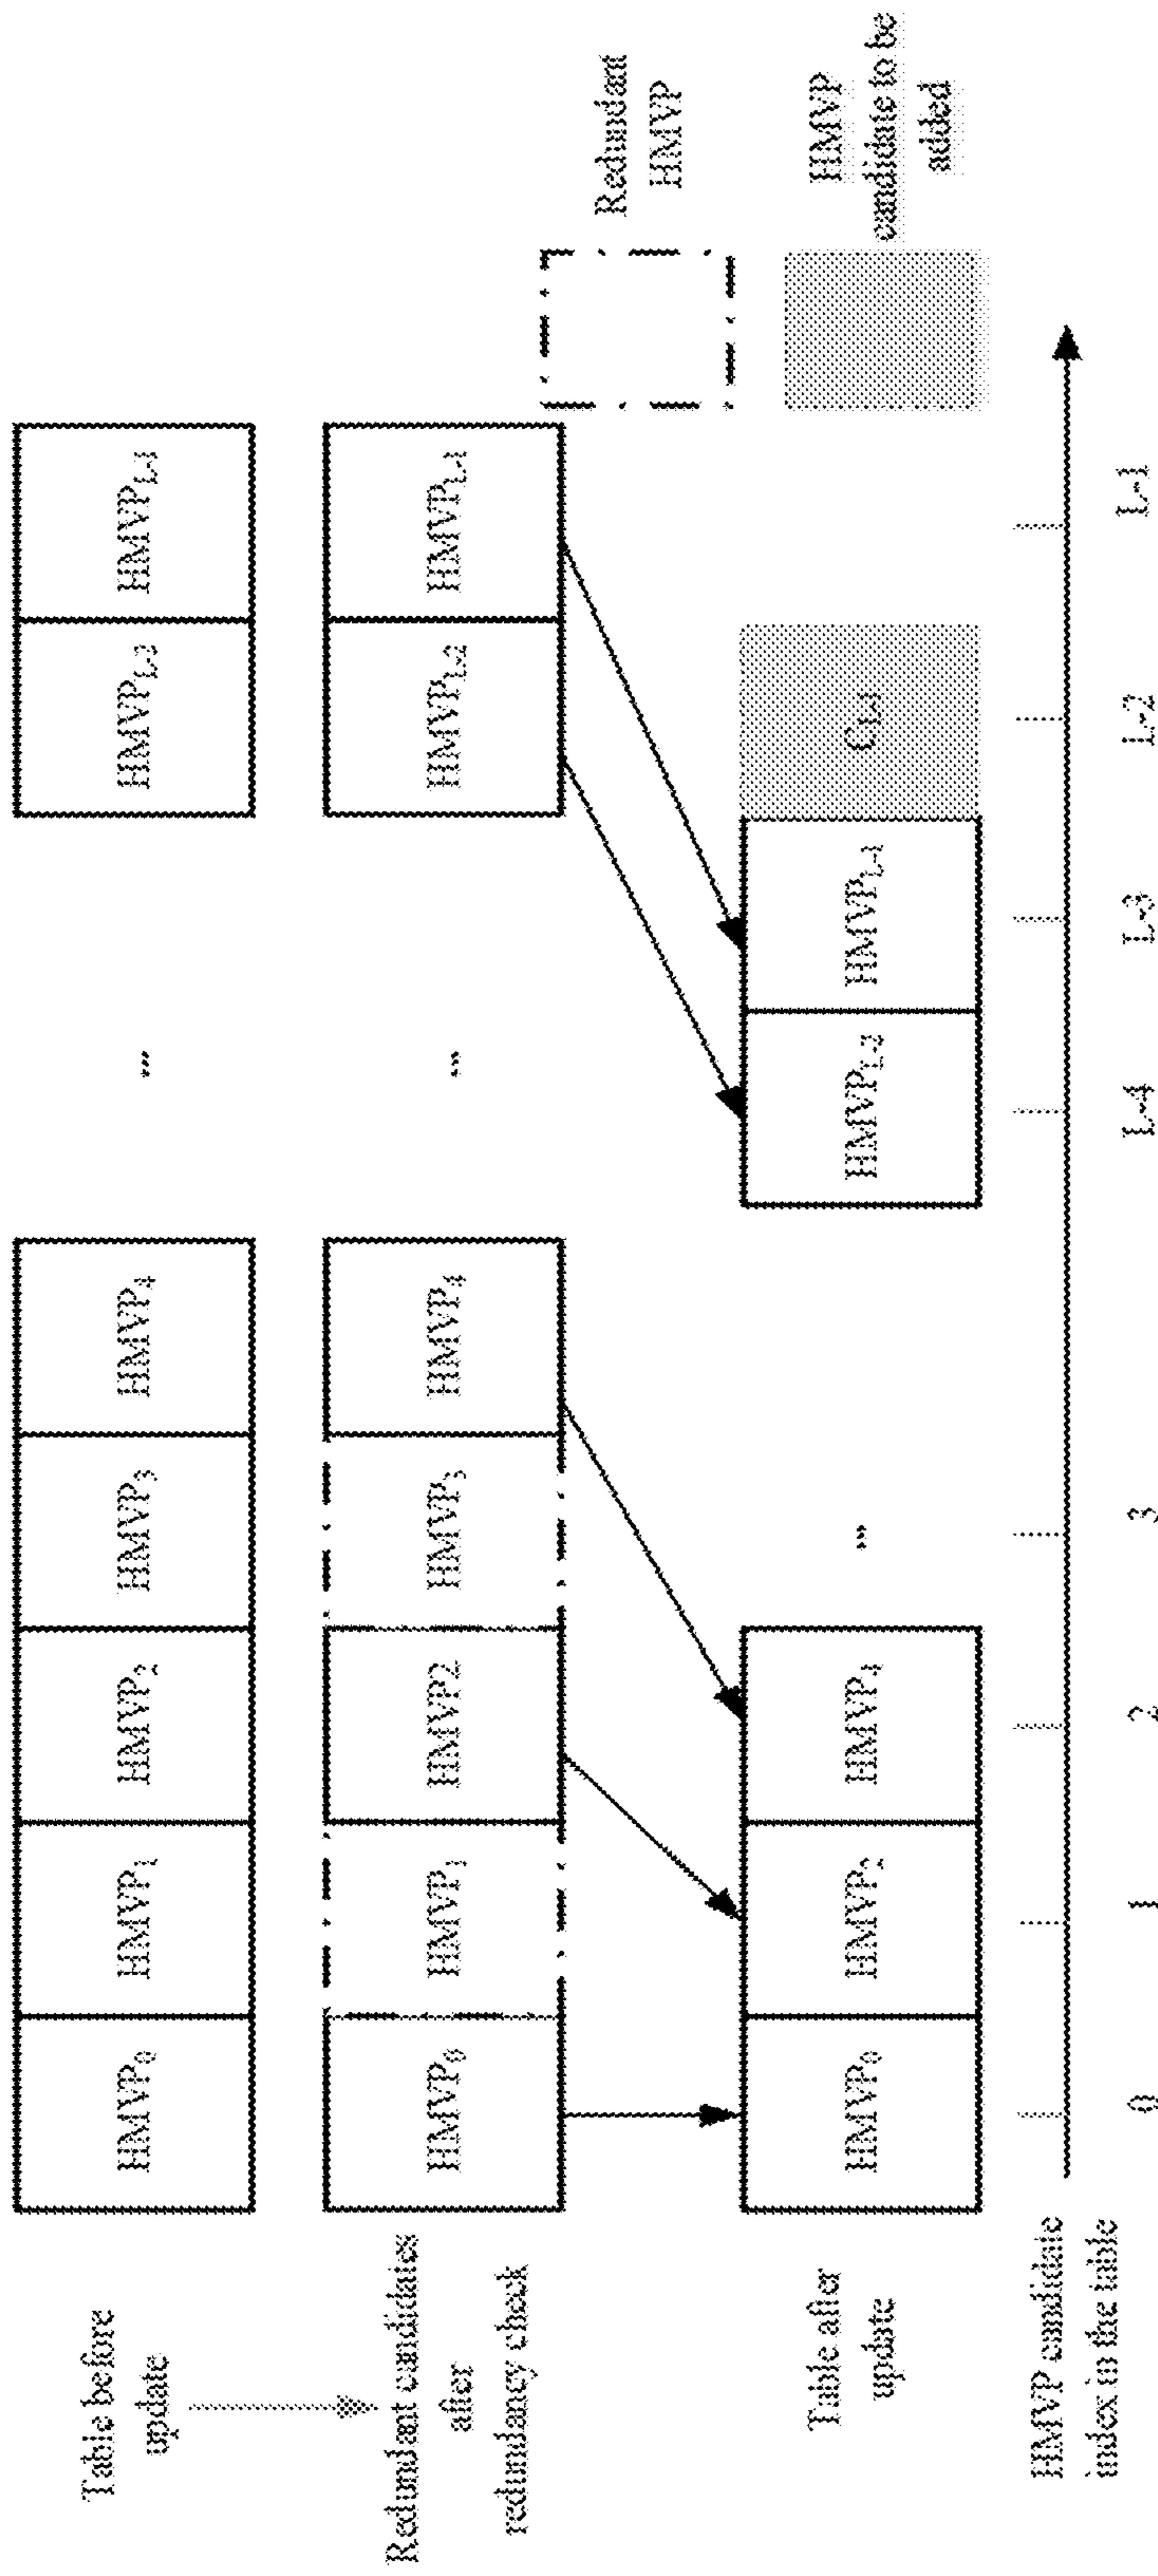 Table before
update
HMVP0 HMVP1 HMVP2 HMVP3 HMVP4 ... HMVPL-2 HMVPL-1
Redundant candidates
after
redundancy check
HMVP0 HMVP1 HMVP2 HMVP3 HMVP4 ... HMVPL-2 HMVPL-1
Redundant
HMVP
Table after
update
HMVP0 HMVP2 HMVP4 ... HMVPL-2 HMVPL-1 CL-1
HMVP
candidate to be
added
HMVP candidate
index in the table
0 1 2 3 L-4 L-3 L-2 L-1